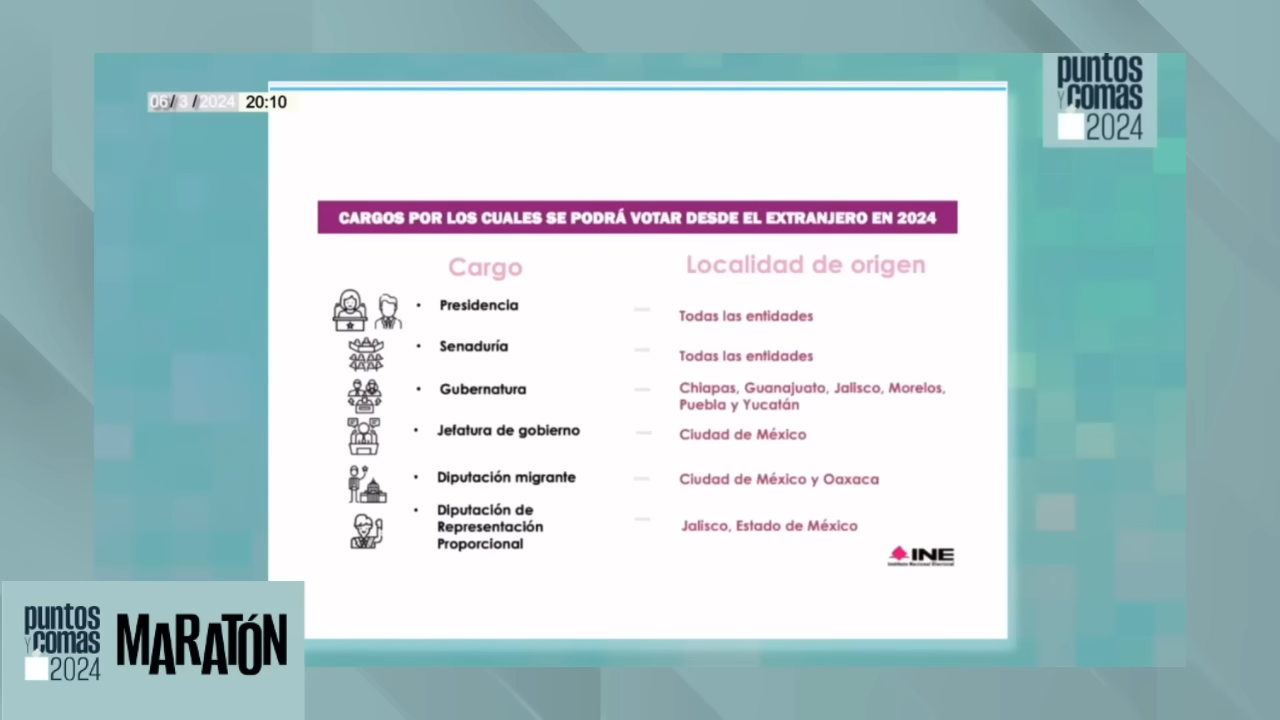 puntos
y comas
2024
06/ 3 /2024 20:10
CARGOS POR LOS CUALES SE PODRÁ VOTAR DESDE EL EXTRANJERO EN 2024
Cargo
Localidad de origen
• Presidencia
Todas las entidades
• Senaduría
Todas las entidades
• Gubernatura
Chiapas, Guanajuato, Jalisco, Morelos,
Puebla y Yucatán
• Jefatura de gobierno
Ciudad de México
• Diputación migrante
Ciudad de México y Oaxaca
• Diputación de
Representación
Proporcional
Jalisco, Estado de México
INE
Instituto Nacional Electoral
puntos
y comas
2024
MARATÓN